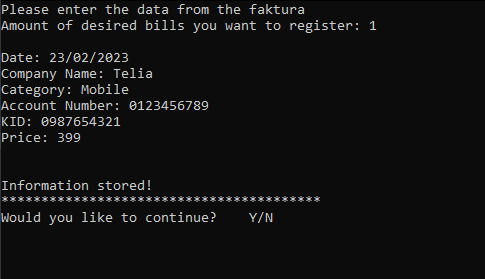 Please enter the data from the faktura
Amount of desired bills you want to register: 1
Date: 23/02/2023
Company Name: Telia
Category: Mobile
Account Number: 0123456789
KID: 0987654321
Price: 399
Information stored!
****************************************
Would you like to continue?    Y/N